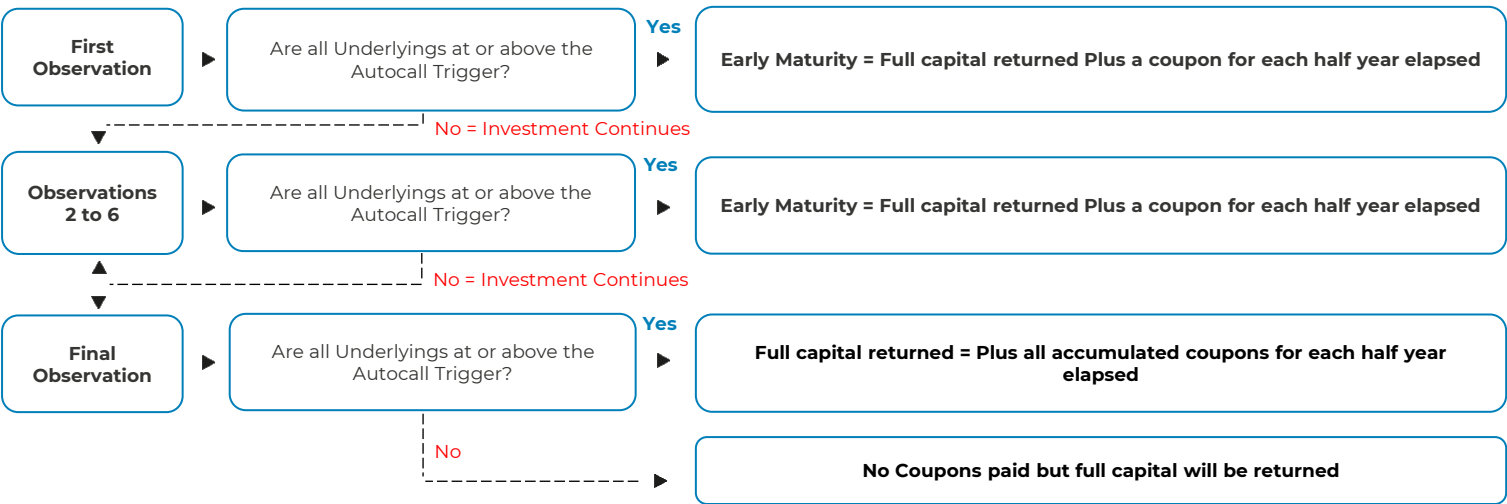 First
Observation
Are all Underlyings at or above the
Autocall Trigger?
Yes
Early Maturity = Full capital returned Plus a coupon for each half year elapsed
No = Investment Continues
Observations
2 to 6
Are all Underlyings at or above the
Autocall Trigger?
Yes
Early Maturity = Full capital returned Plus a coupon for each half year elapsed
No = Investment Continues
Final
Observation
Are all Underlyings at or above the
Autocall Trigger?
Yes
Full capital returned = Plus all accumulated coupons for each half year
elapsed
No
No Coupons paid but full capital will be returned